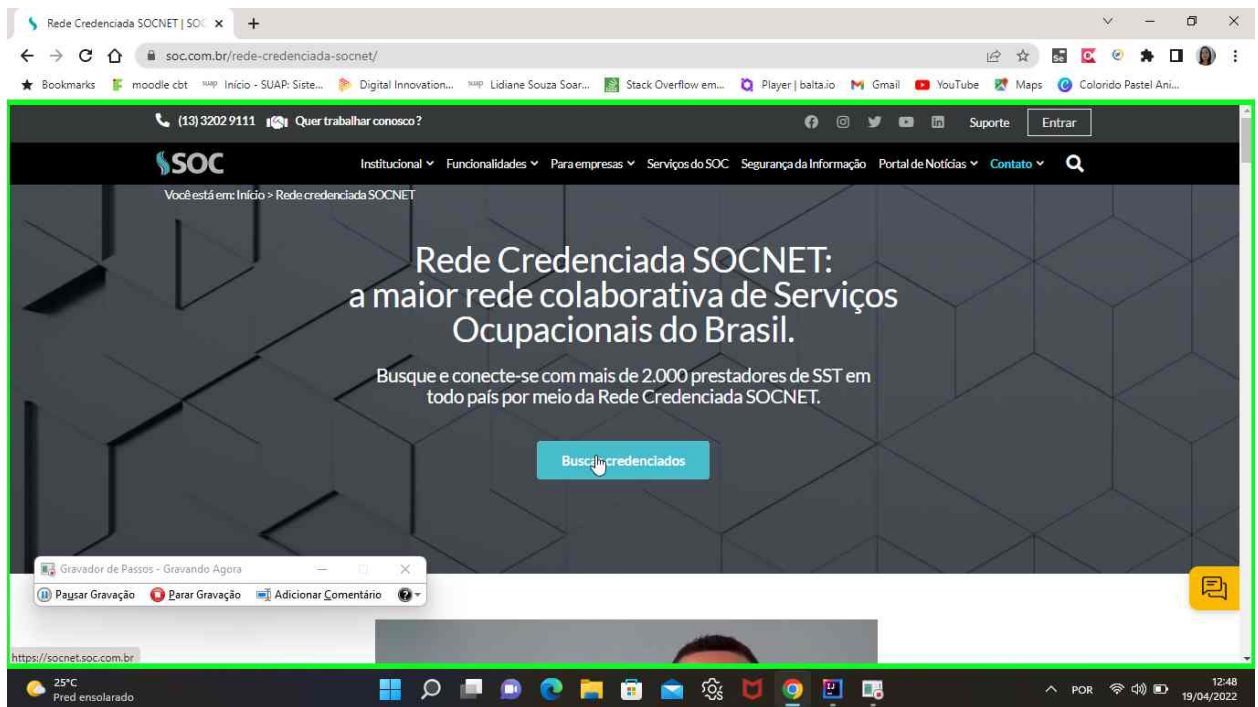 Rede Credenciada SOCNET | SOC
soc.com.br/rede-credenciada-socnet/
Bookmarks moodle cbt Início - SUAP: Siste... Digital Innovation... Lidiane Souza Soar... Stack Overflow em... Player | balta.io Gmail YouTube Maps Colorido Pastel Ani...
(13) 3202 9111 Quer trabalhar conosco? Suporte Entrar
SOC Institucional Funcionalidades Para empresas Serviços do SOC Segurança da Informação Portal de Notícias Contato
Você está em: Início > Rede credenciada SOCNET
Rede Credenciada SOCNET:
a maior rede colaborativa de Serviços
Ocupacionais do Brasil.
Busque e conecte-se com mais de 2.000 prestadores de SST em
todo país por meio da Rede Credenciada SOCNET.
Buscar credenciados
Gravador de Passos - Gravando Agora
Pausar Gravação Parar Gravação Adicionar Comentário
https://socnet.soc.com.br
25°C
Pred ensolarado
POR
12:48
19/04/2022